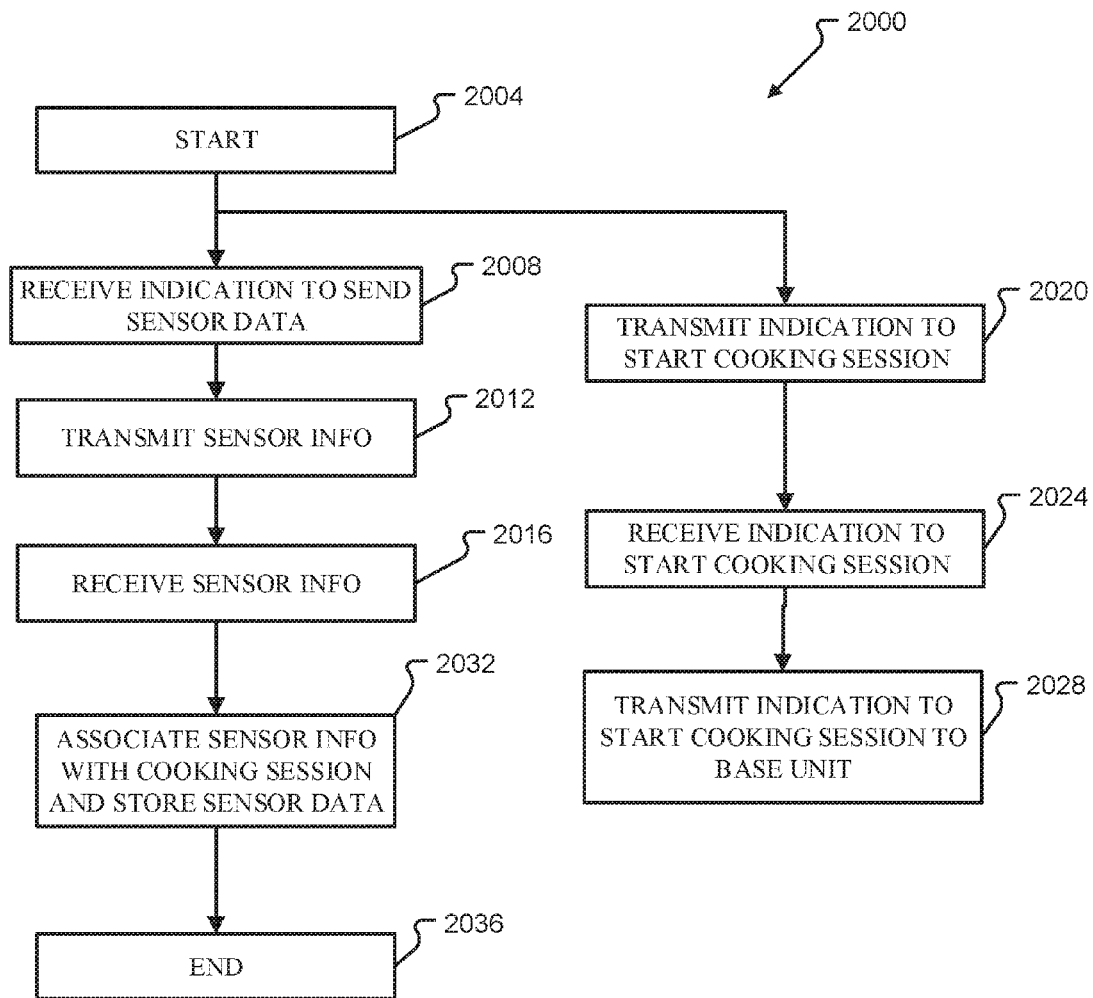 2000
START
2004
RECEIVE INDICATION TO SEND
SENSOR DATA
2008
TRANSMIT SENSOR INFO
2012
RECEIVE SENSOR INFO
2016
ASSOCIATE SENSOR INFO
WITH COOKING SESSION
AND STORE SENSOR DATA
2032
END
2036
TRANSMIT INDICATION TO
START COOKING SESSION
2020
RECEIVE INDICATION TO
START COOKING SESSION
2024
TRANSMIT INDICATION TO
START COOKING SESSION TO
BASE UNIT
2028